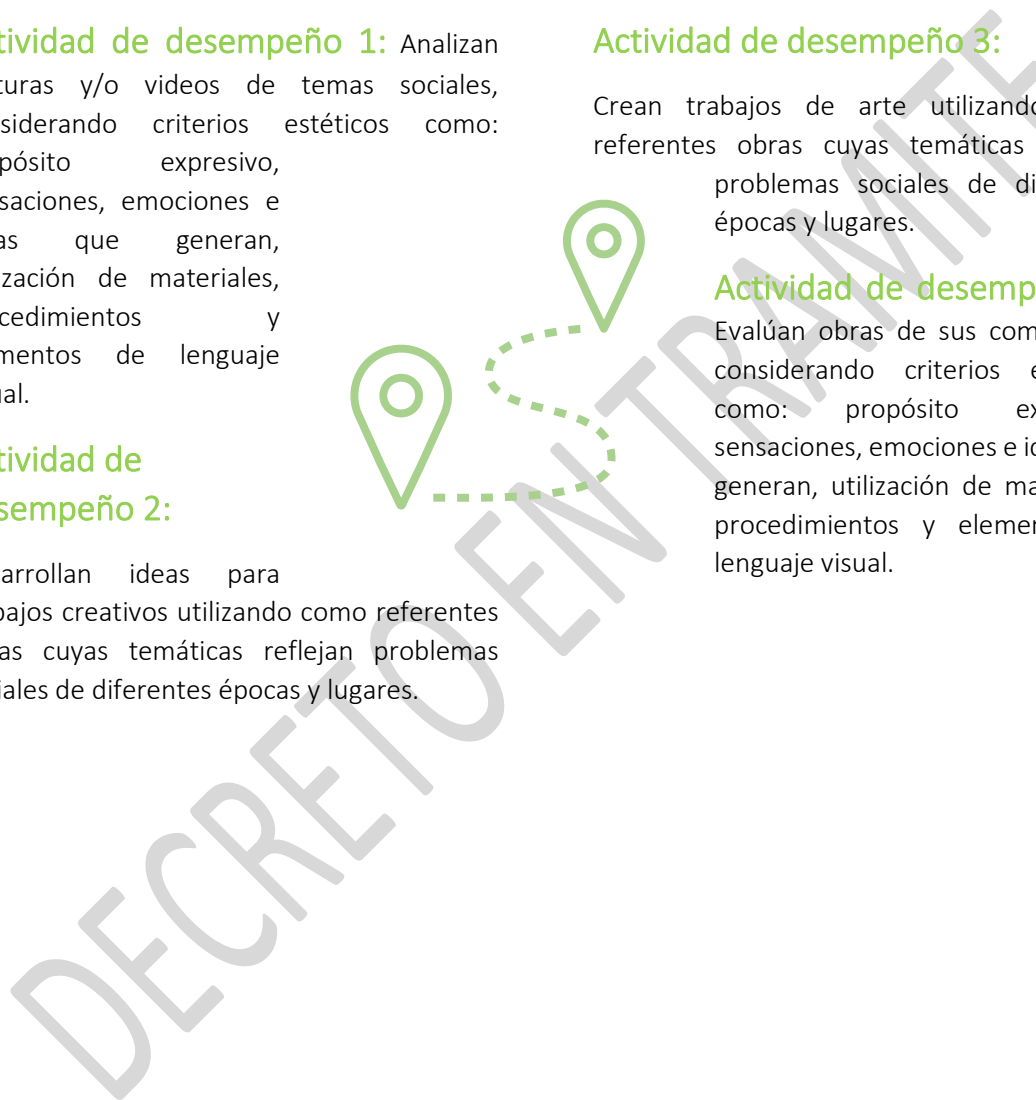 tividad de desempeño 1: Analizan
turas y/o videos de temas sociales,
siderando criterios estéticos como:
pósito expresivo,
saciones, emociones e
as que generan,
ización de materiales,
cedimientos y
mentos de lenguaje
ual.
tividad de
sempeño 2:
arrollan ideas para
bajos creativos utilizando como referentes
as cuyas temáticas reflejan problemas
iales de diferentes épocas y lugares.
Actividad de desempeño 3:
Crean trabajos de arte utilizando
referentes obras cuyas temáticas
problemas sociales de di
épocas y lugares.
Actividad de desemp
Evalúan obras de sus com
considerando criterios e
como: propósito ex
sensaciones, emociones e i
generan, utilización de ma
procedimientos y elemen
lenguaje visual.
DECRETO EN TRAMITE